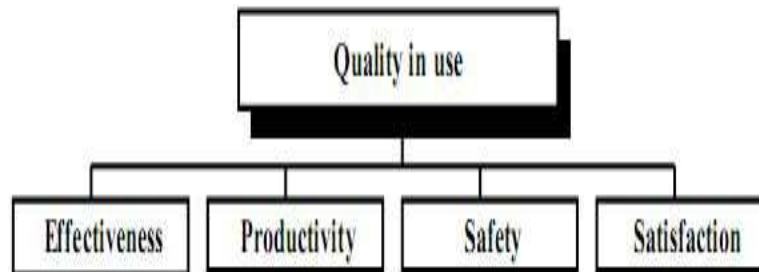 Quality in use
Effectiveness
Productivity
Safety
Satisfaction